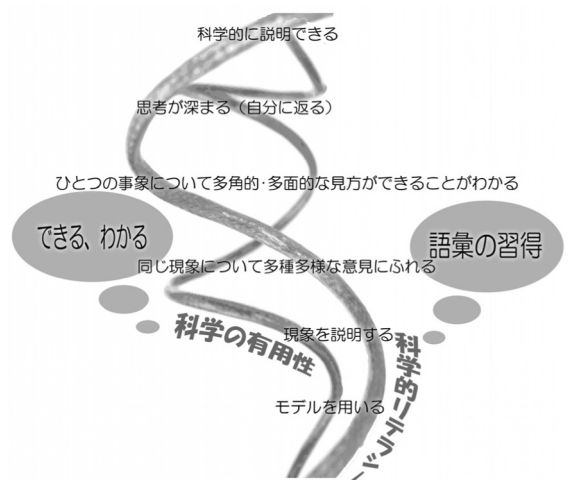 科学的に説明できる
思考が深まる（自分に返る）
ひとつの事象について多角的･多面的な見方ができることがわかる
できる、わかる
語彙の習得
同じ現象について多種多様な意見にふれる
科学の有用性
現象を説明する
科学的リテラシ
モデルを用いる